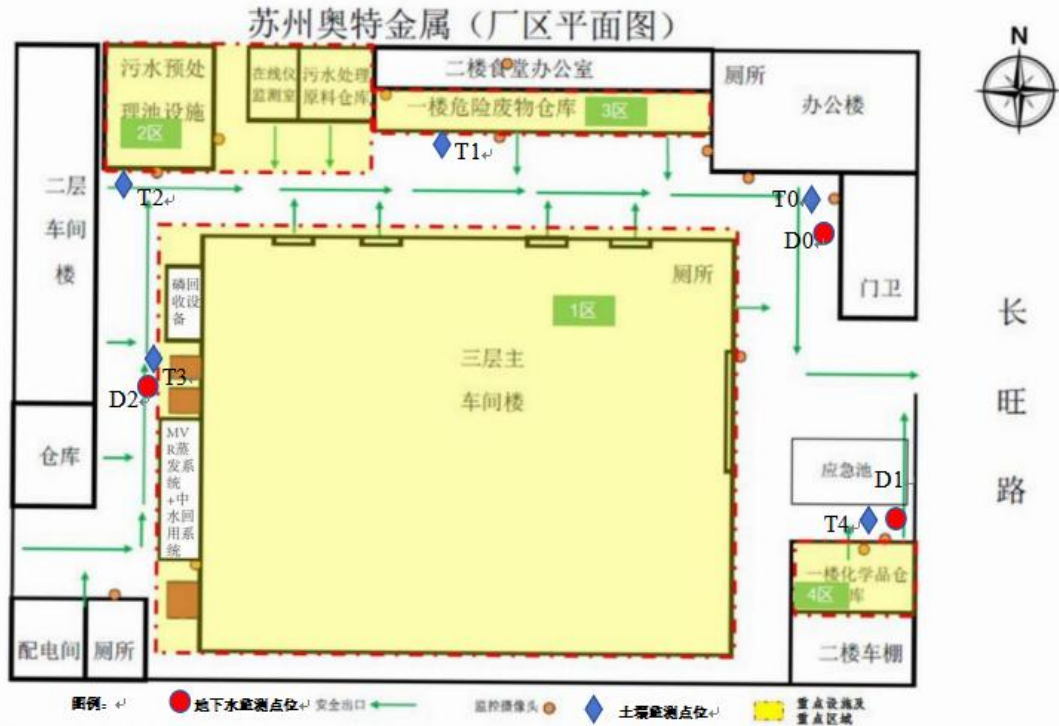 苏州奥特金属（厂区平面图）
N
污水预处
理池设施
2区
在线仪
监测室
污水处理
原料仓库
二楼食堂办公室
一楼危险废物仓库
3区
厕所
办公楼
T1
T2
T0
D0
二层
车间
楼
门卫
厕所
磷回
收设
备
1区
三层主
车间楼
T3
D2
长
旺
路
仓库
MV
R蒸
发系
统
+中
水回
用系
统
应急池
D1
T4
一楼化学品仓
库
4区
配电间
厕所
二楼车棚
图例：
地下水监测点位
安全出口
监控摄像头
土壤监测点位
重点设施及
重点区域